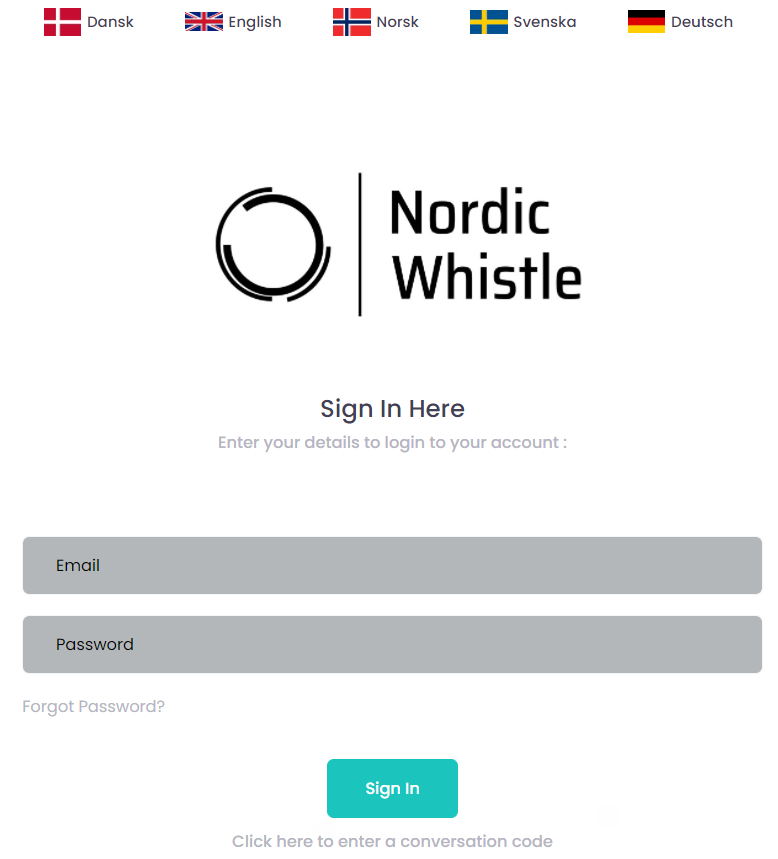 Dansk English Norsk Svenska Deutsch
Nordic
Whistle
Sign In Here
Enter your details to login to your account :
Email
Password
Forgot Password?
Sign In
Click here to enter a conversation code